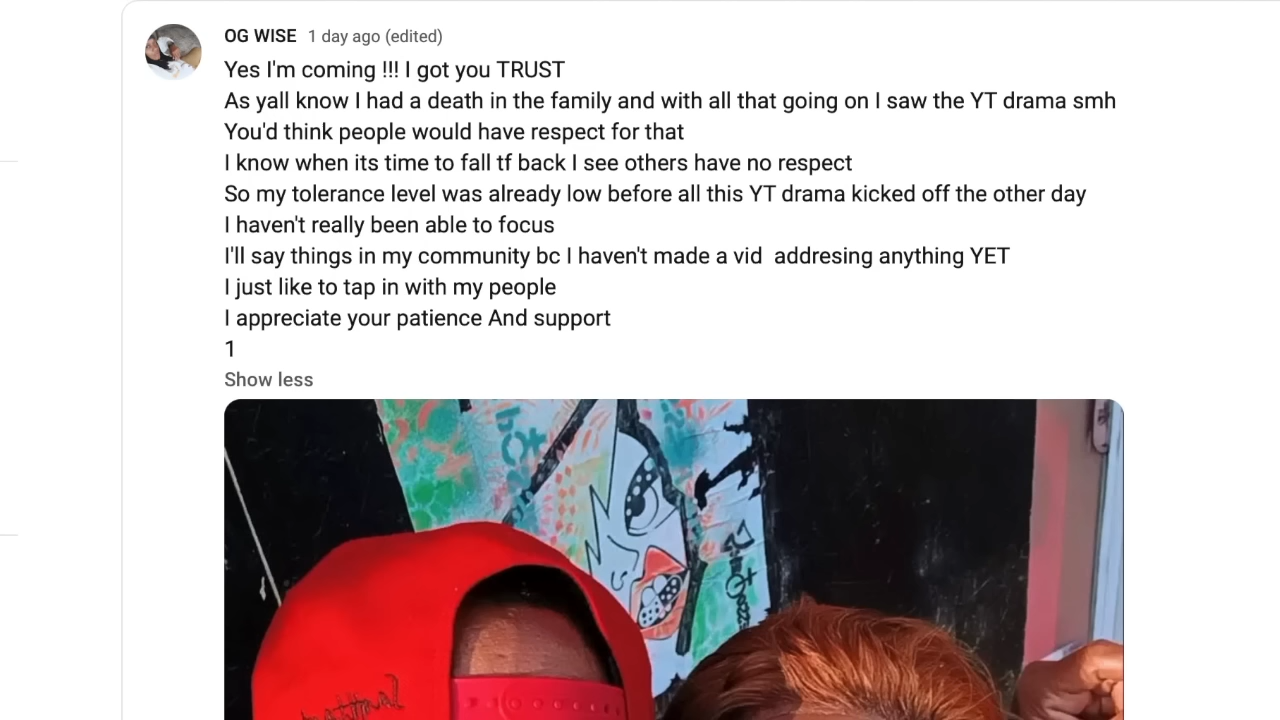 OG WISE 1 day ago (edited)
Yes I'm coming !!! I got you TRUST
As yall know I had a death in the family and with all that going on I saw the YT drama smh
You'd think people would have respect for that
I know when its time to fall tf back I see others have no respect
So my tolerance level was already low before all this YT drama kicked off the other day
I haven't really been able to focus
I'll say things in my community bc I haven't made a vid  addresing anything YET
I just like to tap in with my people
I appreciate your patience And support
1
Show less